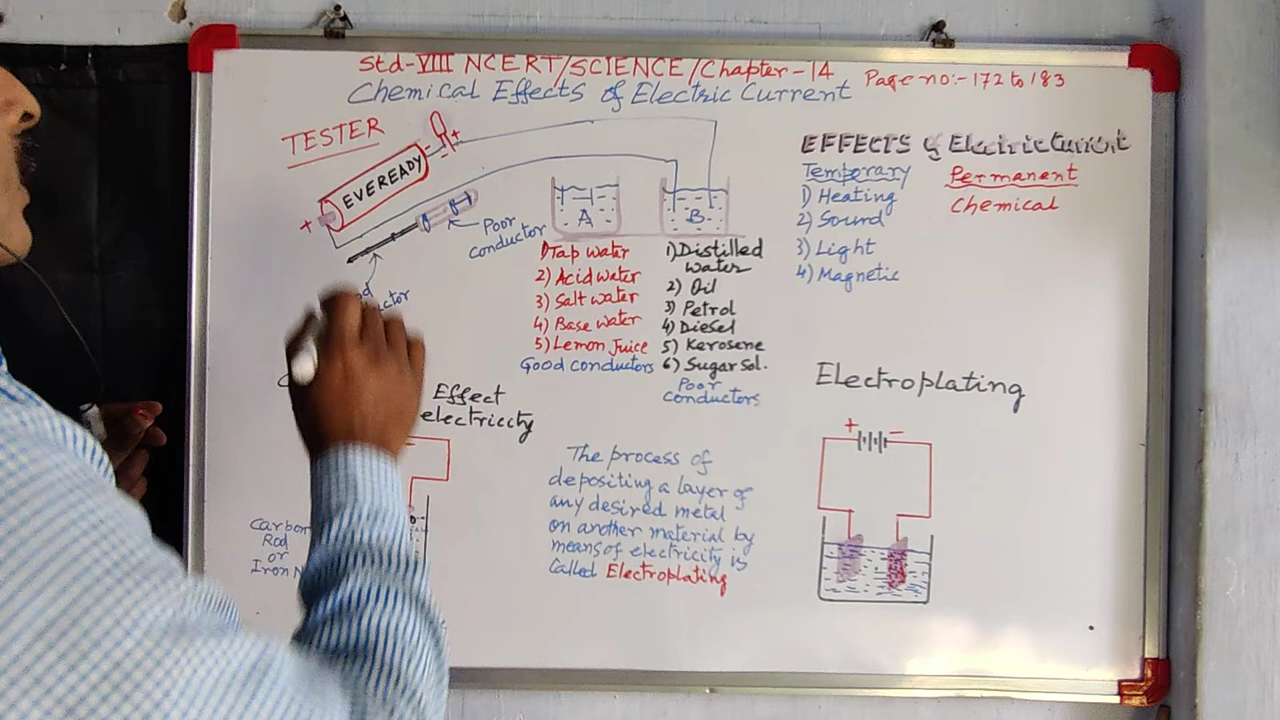 Std-VIII NCERT/SCIENCE/Chapter-14
Page no:-172 to 183
Chemical Effects of Electric Current
TESTER
EVEREADY
+
-
+
Poor
conductor
A
B
1) Tap water
2) Acid water
3) Salt water
4) Base water
5) Lemon Juice
Good conductors
1) Distilled
water
2) Oil
3) Petrol
4) Diesel
5) Kerosene
6) Sugar Sol.
Poor
conductors
EFFECTS of Electric Current
Temporary
1) Heating
2) Sound
3) Light
4) Magnetic
Permanent
Chemical
Effect
electriccty
Carbon
Rod
or
Iron
The process of
depositing a layer of
any desired metal
on another material by
means of electricity is
Called Electroplating
Electroplating
+ -